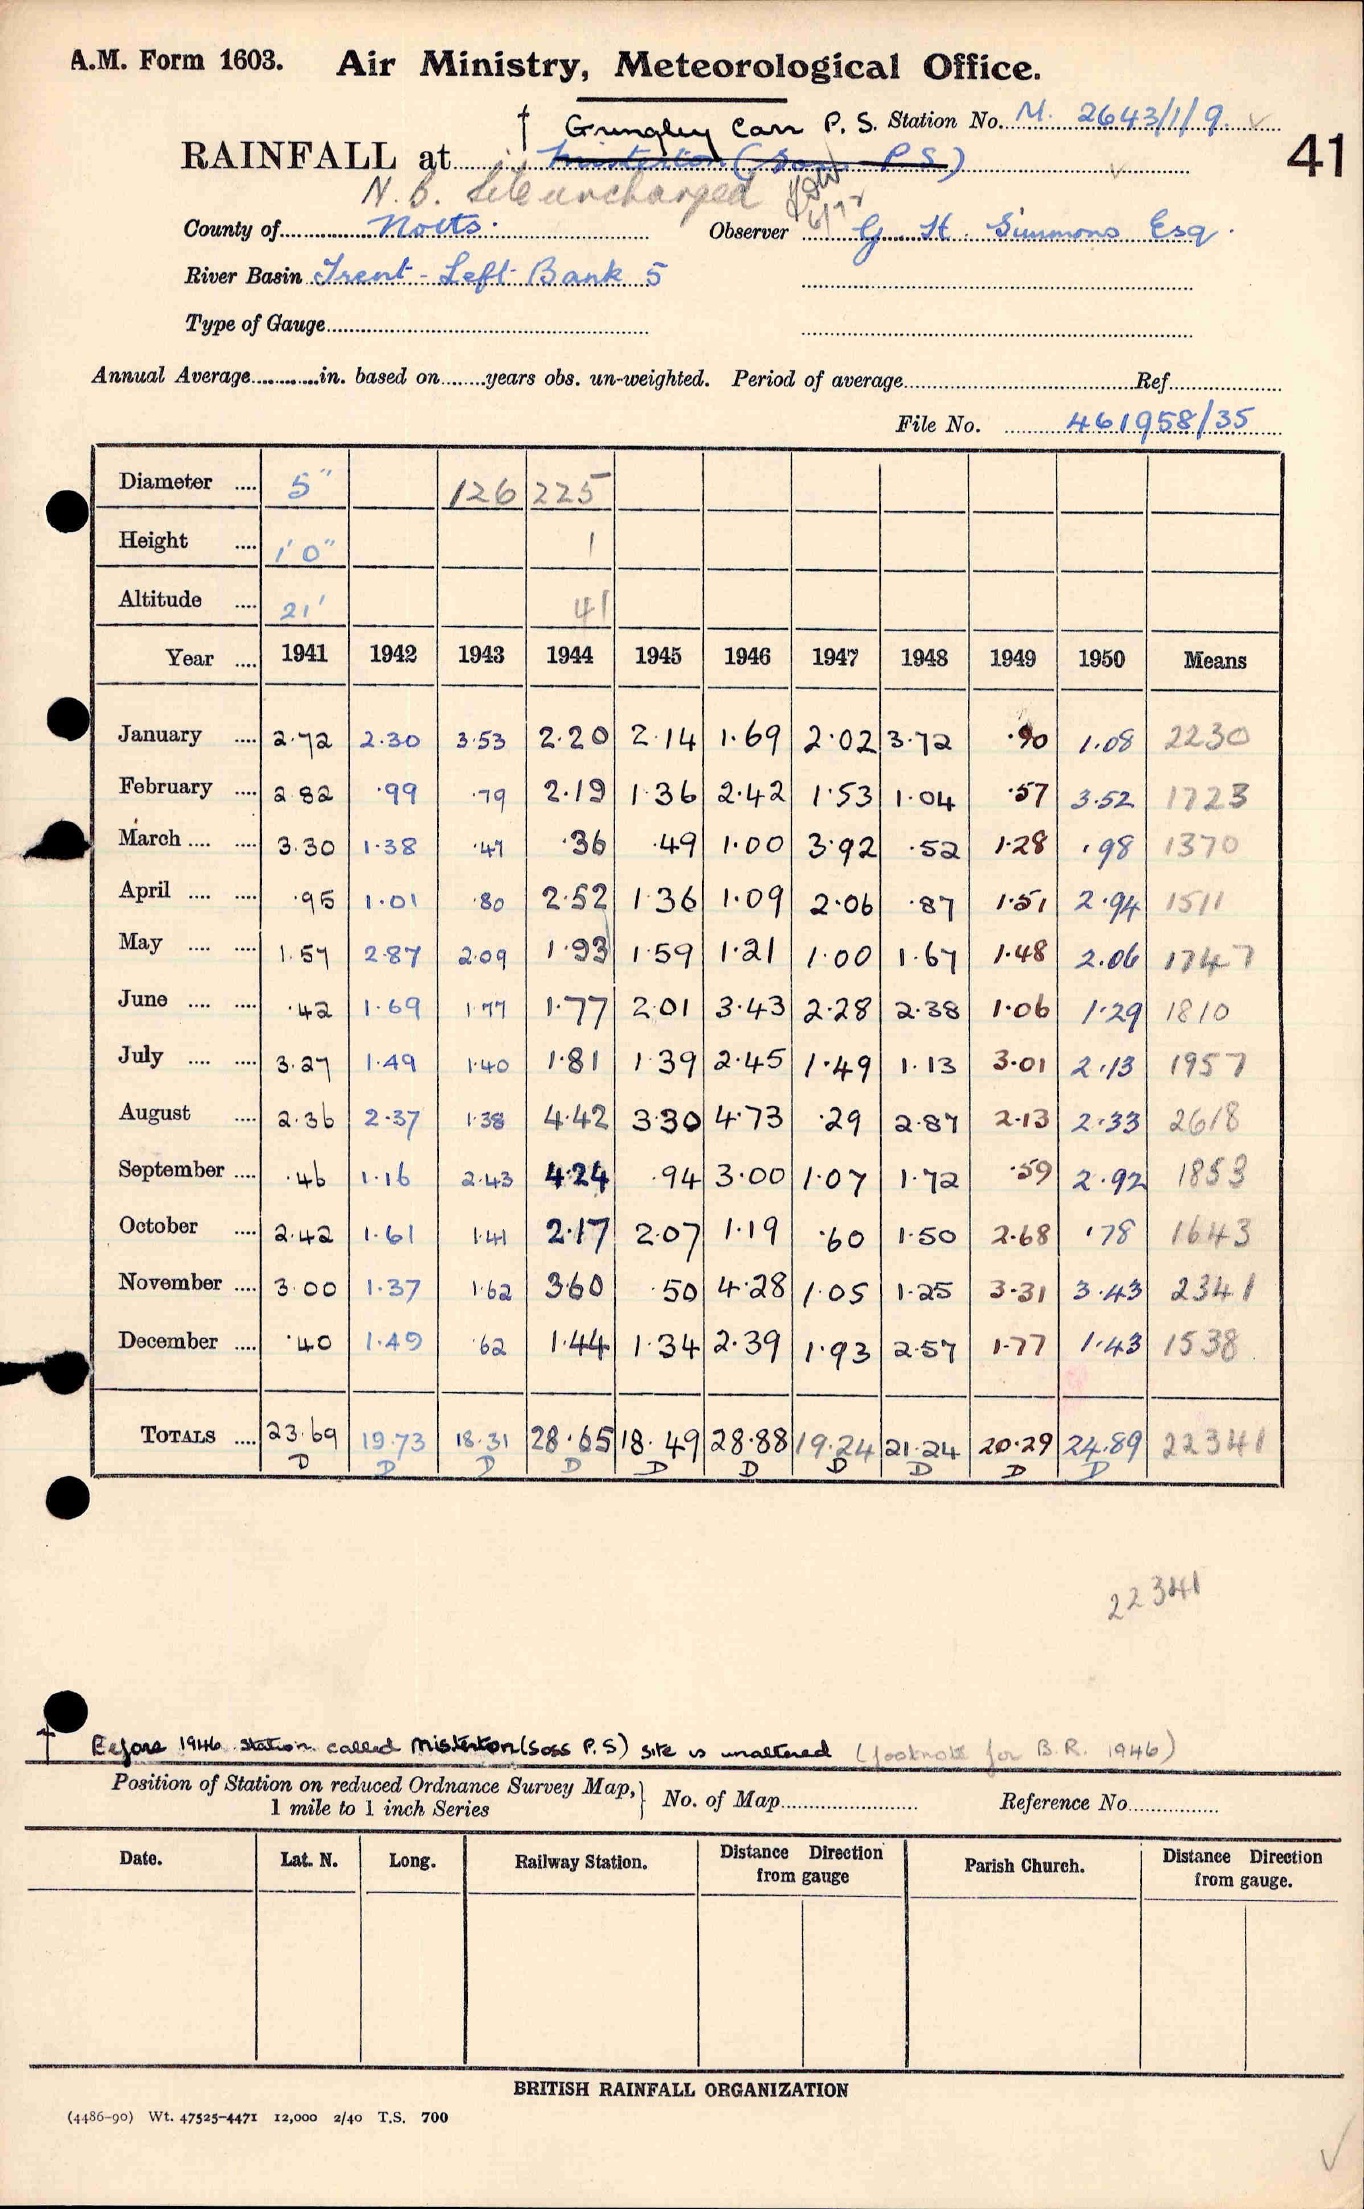 A.M. Form 1603. Air Ministry, Meteorological Office.
† Gringley Carr P. S. Station No. M. 2643/1/9.
41
RAINFALL at Misterton (Soss P.S)
N.B. Site unchanged
County of Notts. Observer G. H. Simmons Esq.
River Basin Trent - Left Bank 5
Type of Gauge
Annual Average in. based on years obs. un-weighted. Period of average Ref
File No. 461958/35
Diameter 5" 126 225
Height 1'0" 1
Altitude 21' 41
Year 1941 1942 1943 1944 1945 1946 1947 1948 1949 1950 Means
January 2.72 2.30 3.53 2.20 2.14 1.69 2.02 3.72 .90 1.08 2230
February 2.82 .99 .79 2.19 1.36 2.42 1.53 1.04 .57 3.52 1723
March 3.30 1.38 .47 .36 .49 1.00 3.92 .52 1.28 .98 1370
April .95 1.01 .80 2.52 1.36 1.09 2.06 .87 1.51 2.94 1511
May 1.57 2.87 2.09 1.93 1.59 1.21 1.00 1.67 1.48 2.06 1747
June .42 1.69 1.77 1.77 2.01 3.43 2.28 2.38 1.06 1.29 1810
July 3.27 1.49 1.40 1.81 1.39 2.45 1.49 1.13 3.01 2.13 1957
August 2.36 2.37 1.38 4.42 3.30 4.73 .29 2.87 2.13 2.33 2618
September .46 1.16 2.43 4.24 .94 3.00 1.07 1.72 .59 2.92 1853
October 2.42 1.61 1.41 2.17 2.07 1.19 .60 1.50 2.68 .78 1643
November 3.00 1.37 1.62 3.60 .50 4.28 1.05 1.25 3.31 3.43 2341
December .40 1.49 .62 1.44 1.34 2.39 1.93 2.57 1.77 1.43 1538
TOTALS 23.69 19.73 18.31 28.65 18.49 28.88 19.24 21.24 20.29 24.89 22341
D D D D D D D D D D
22341
† Before 1946 station called Misterton (Soss P.S) site is unaltered (footnote for B.R. 1946)
Position of Station on reduced Ordnance Survey Map, 1 mile to 1 inch Series } No. of Map Reference No.
Date. Lat. N. Long. Railway Station. Distance Direction from gauge Parish Church. Distance Direction from gauge.
BRITISH RAINFALL ORGANIZATION
(4486-90) Wt. 47525-4471 12,000 2/40 T.S. 700